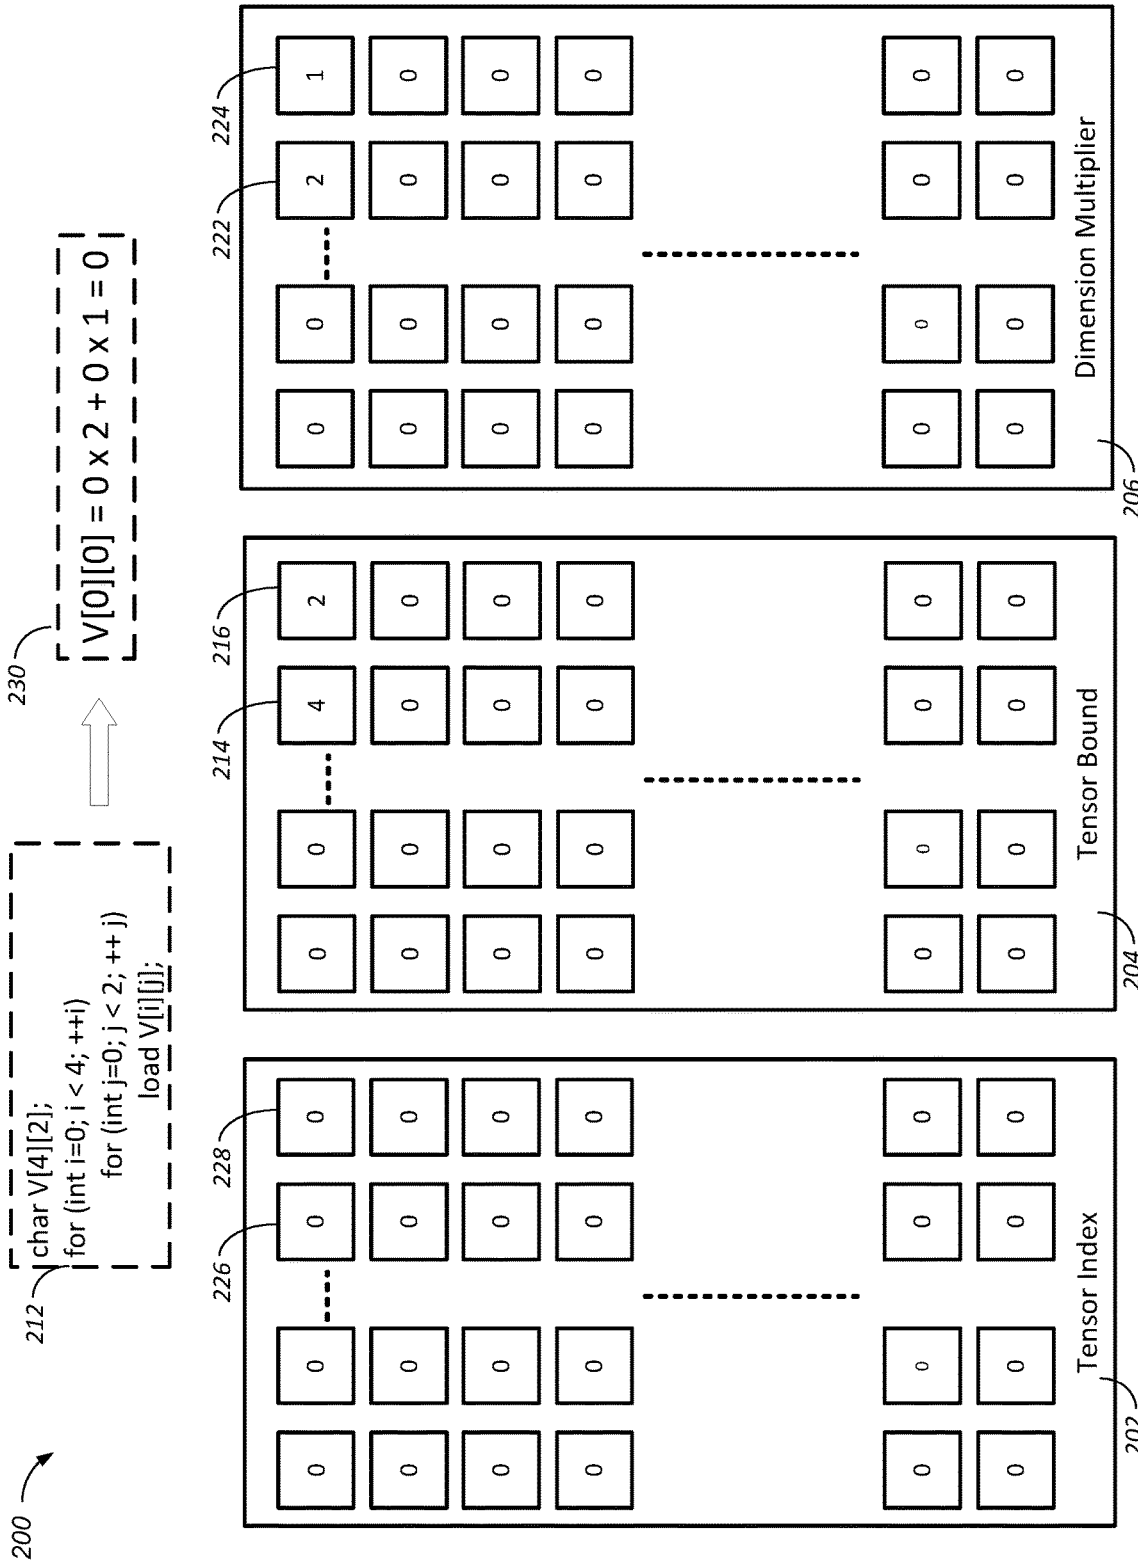 200
212
char V[4][2];
for (int i=0; i < 4; ++i)
for (int j=0; j < 2; ++ j)
load V[i][j];
230
V[0][0] = 0 x 2 + 0 x 1 = 0
226 228
0 0 0 0
0 0 0 0
0 0 0 0
0 0 0 0
0 0 0 0
0 0 0 0
Tensor Index
202
214 216
0 0 4 2
0 0 0 0
0 0 0 0
0 0 0 0
0 0 0 0
0 0 0 0
Tensor Bound
204
222 224
0 0 2 1
0 0 0 0
0 0 0 0
0 0 0 0
0 0 0 0
0 0 0 0
Dimension Multiplier
206